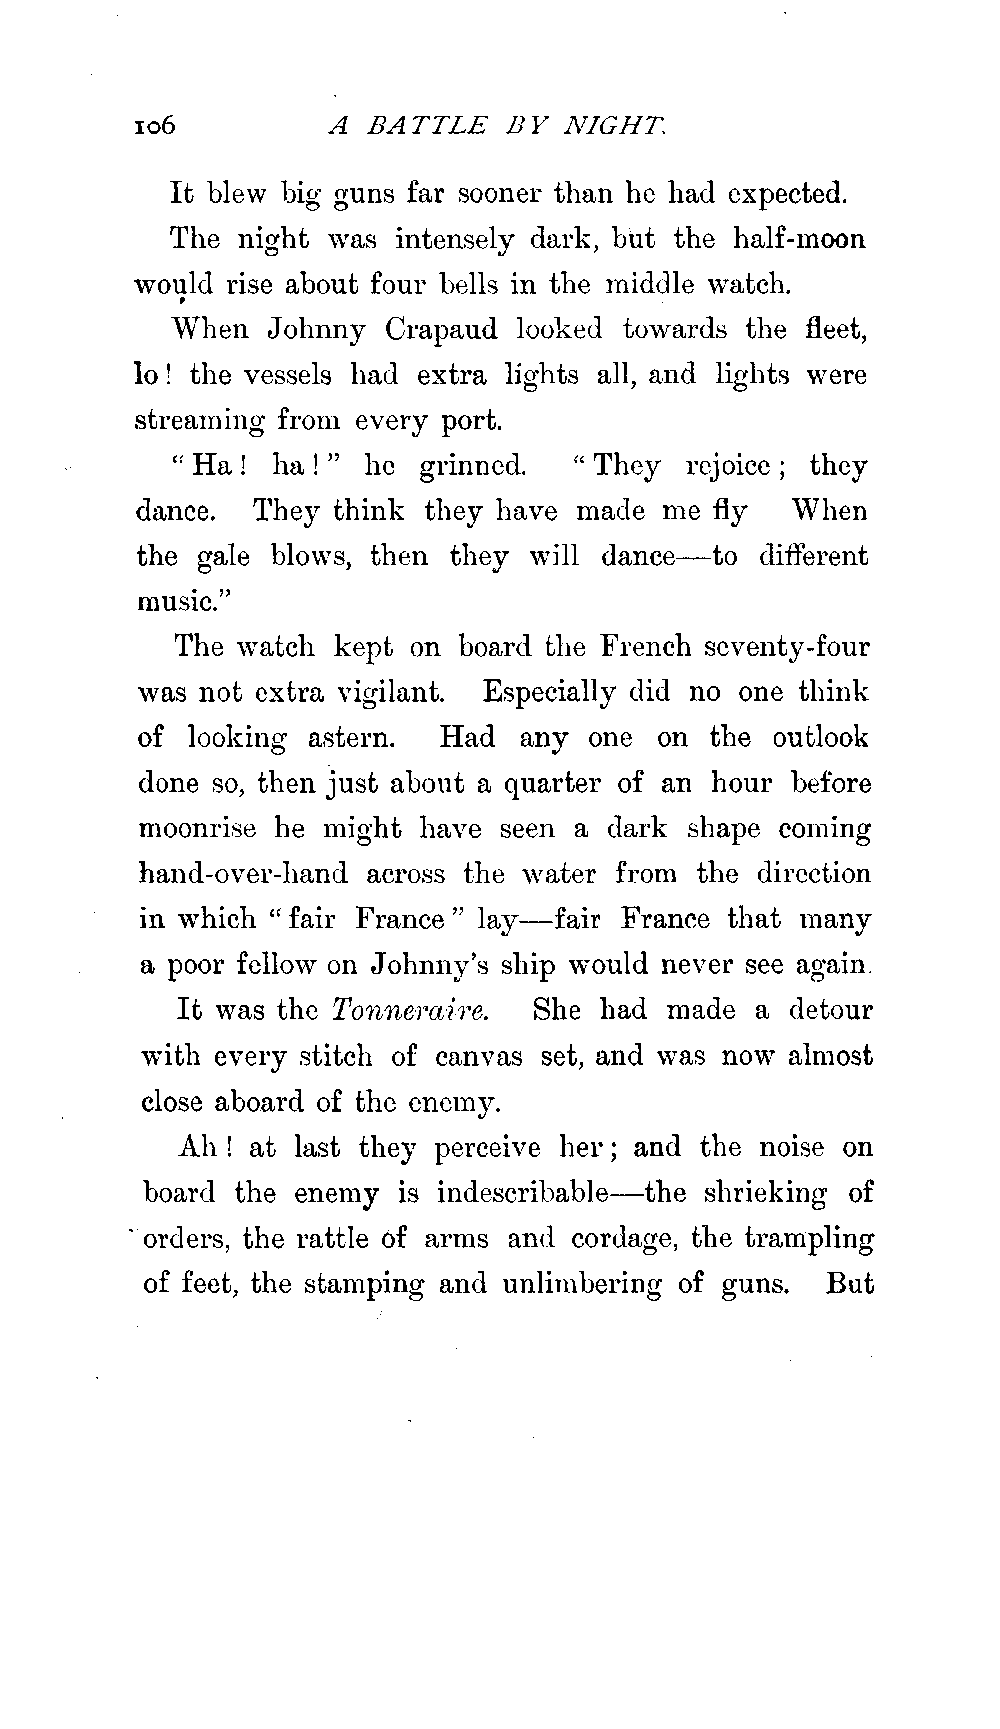 106 A BATTLE BY NIGHT.
It blew big guns far sooner than he had expected.
The night was intensely dark, but the half-moon
would rise about four bells in the middle watch.
When Johnny Crapaud looked towards the fleet,
lo! the vessels had extra lights all, and lights were
streaming from every port.
“Ha! ha!” he grinned. “They rejoice; they
dance. They think they have made me fly When
the gale blows, then they will dance—to different
music.”
The watch kept on board the French seventy-four
was not extra vigilant. Especially did no one think
of looking astern. Had any one on the outlook
done so, then just about a quarter of an hour before
moonrise he might have seen a dark shape coming
hand-over-hand across the water from the direction
in which “fair France” lay—fair France that many
a poor fellow on Johnny’s ship would never see again.
It was the Tonneraire. She had made a detour
with every stitch of canvas set, and was now almost
close aboard of the enemy.
Ah! at last they perceive her; and the noise on
board the enemy is indescribable—the shrieking of
orders, the rattle of arms and cordage, the trampling
of feet, the stamping and unlimbering of guns. But